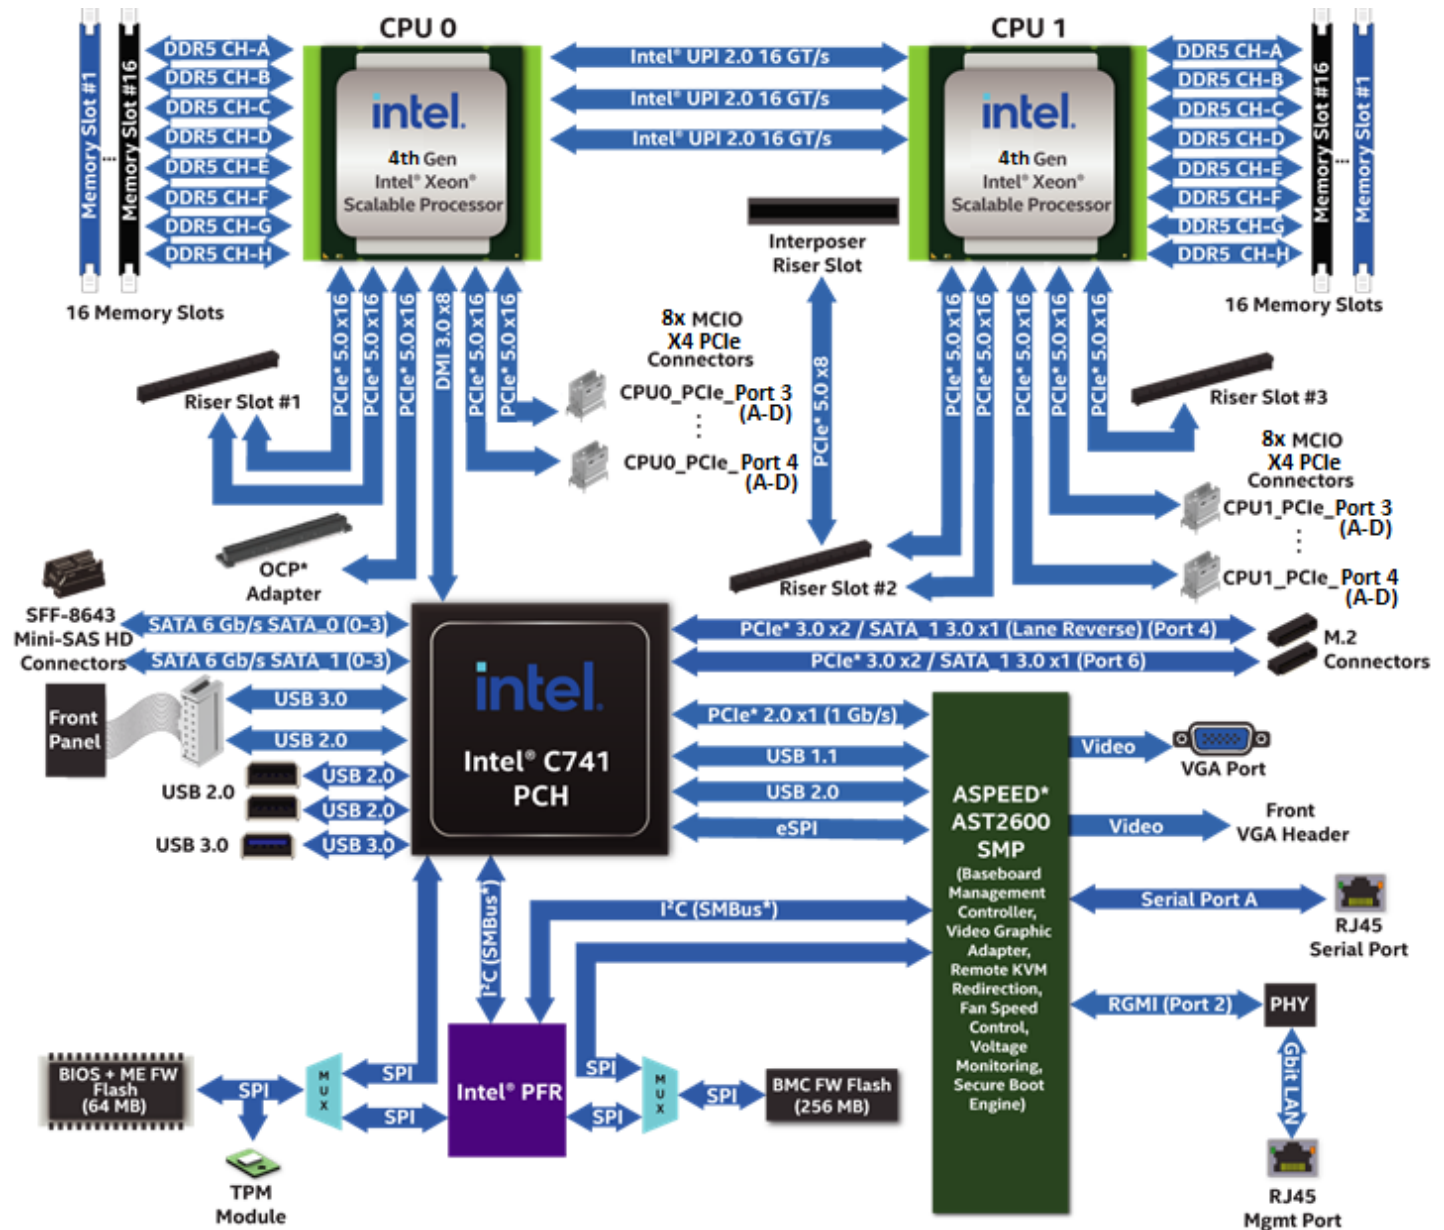 CPU 0
CPU 1
Memory Slot #1
Memory Slot #16
DDR5 CH-A
DDR5 CH-B
DDR5 CH-C
DDR5 CH-D
DDR5 CH-E
DDR5 CH-F
DDR5 CH-G
DDR5 CH-H
16 Memory Slots
intel.
4th Gen
Intel® Xeon®
Scalable Processor
Intel® UPI 2.0 16 GT/s
Intel® UPI 2.0 16 GT/s
Intel® UPI 2.0 16 GT/s
intel.
4th Gen
Intel® Xeon®
Scalable Processor
DDR5 CH-A
DDR5 CH-B
DDR5 CH-C
DDR5 CH-D
DDR5 CH-E
DDR5 CH-F
DDR5 CH-G
DDR5 CH-H
Memory Slot #16
Memory Slot #1
16 Memory Slots
Interposer
Riser Slot
PCIe* 5.0 x16
PCIe* 5.0 x16
PCIe* 5.0 x16
DMI 3.0 x8
PCIe* 5.0 x16
PCIe* 5.0 x16
Riser Slot #1
8x MCIO
X4 PCIe
Connectors
CPU0_PCIe_Port 3
(A-D)
CPU0_PCIe_Port 4
(A-D)
PCIe* 5.0 x8
PCIe* 5.0 x16
PCIe* 5.0 x16
PCIe* 5.0 x16
PCIe* 5.0 x16
PCIe* 5.0 x16
Riser Slot #3
8x MCIO
X4 PCIe
Connectors
CPU1_PCIe_Port 3
(A-D)
CPU1_PCIe_Port 4
(A-D)
OCP*
Adapter
Riser Slot #2
SFF-8643
Mini-SAS HD
Connectors
SATA 6 Gb/s SATA_0 (0-3)
SATA 6 Gb/s SATA_1 (0-3)
PCIe* 3.0 x2 / SATA_1 3.0 x1 (Lane Reverse) (Port 4)
PCIe* 3.0 x2 / SATA_1 3.0 x1 (Port 6)
M.2
Connectors
Front
Panel
USB 3.0
USB 2.0
USB 2.0
USB 2.0
USB 2.0
USB 3.0
USB 3.0
intel.
Intel® C741
PCH
PCIe* 2.0 x1 (1 Gb/s)
USB 1.1
USB 2.0
eSPI
ASPEED*
AST2600
SMP
(Baseboard
Management
Controller,
Video Graphic
Adapter,
Remote KVM
Redirection,
Fan Speed
Control,
Voltage
Monitoring,
Secure Boot
Engine)
Video
VGA Port
Video
Front
VGA Header
Serial Port A
RJ45
Serial Port
RGMI (Port 2)
PHY
Gbit LAN
RJ45
Mgmt Port
I²C (SMBus*)
I²C (SMBus*)
BIOS + ME FW
Flash
(64 MB)
SPI
MUX
SPI
SPI
Intel® PFR
SPI
SPI
MUX
SPI
BMC FW Flash
(256 MB)
TPM
Module